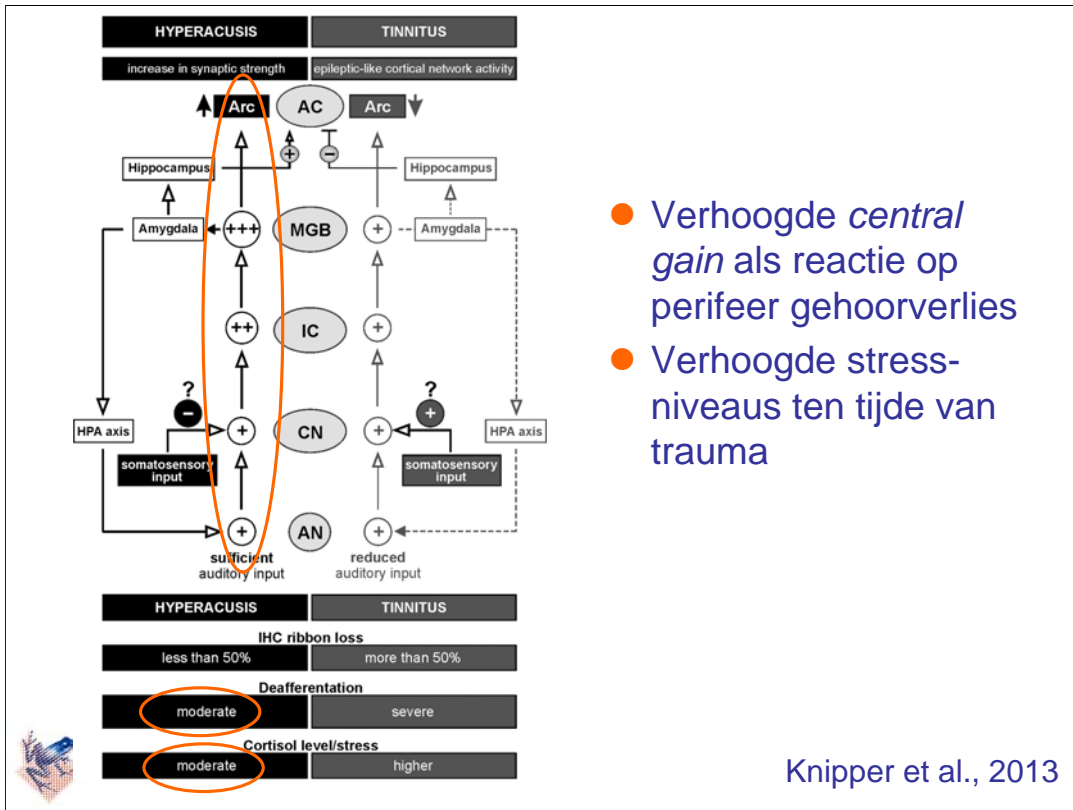 HYPERACUSIS TINNITUS
increase in synaptic strength epileptic-like cortical network activity
Arc AC Arc
+ −
Hippocampus Hippocampus
Amygdala +++ MGB + Amygdala
++ IC +
? ?
− +
HPA axis + CN + HPA axis
somatosensory input somatosensory input
+ AN +
sufficient reduced
auditory input auditory input
HYPERACUSIS TINNITUS
IHC ribbon loss
less than 50% more than 50%
Deafferentation
moderate severe
Cortisol level/stress
moderate higher
Verhoogde central
gain als reactie op
perifeer gehoorverlies
Verhoogde stress-
niveaus ten tijde van
trauma
Knipper et al., 2013